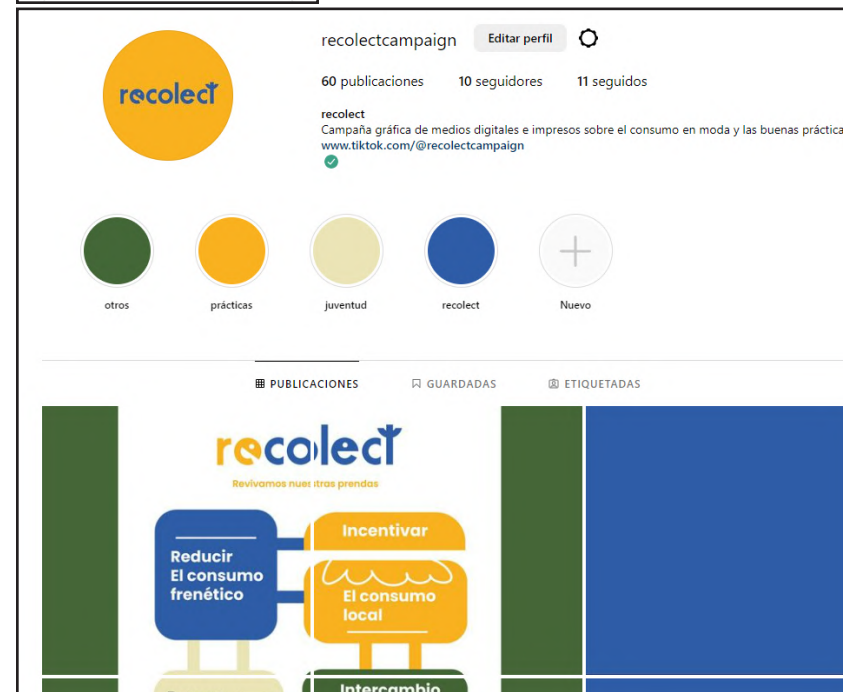 recolect
recolectcampaign Editar perfil
60 publicaciones 10 seguidores 11 seguidos
recolect
Campaña gráfica de medios digitales e impresos sobre el consumo en moda y las buenas práctica
www.tiktok.com/@recolectcampaign
otros prácticas juventud recolect Nuevo
PUBLICACIONES GUARDADAS ETIQUETADAS
recolect
Revivamos nuestras prendas
Incentivar
Reducir
El consumo
frenético
El consumo
local
Intercambio